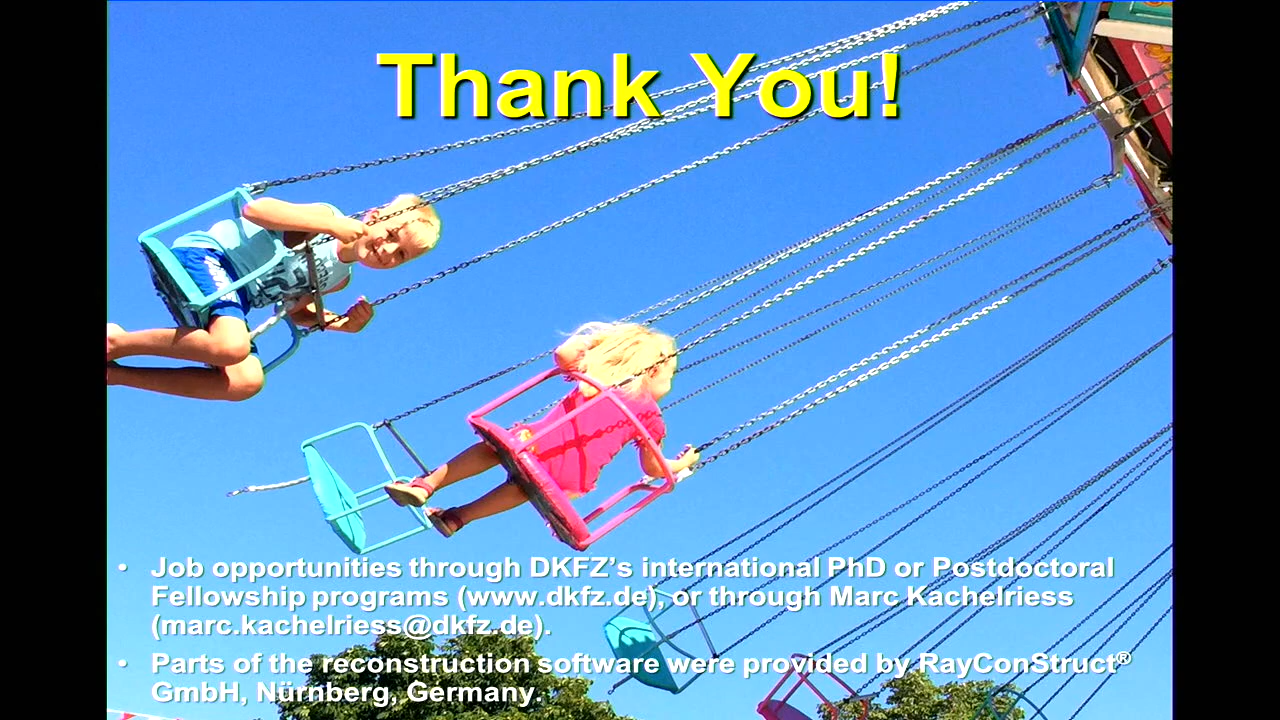 Thank You!
• Job opportunities through DKFZ’s international PhD or Postdoctoral
Fellowship programs (www.dkfz.de), or through Marc Kachelriess
(marc.kachelriess@dkfz.de).
• Parts of the reconstruction software were provided by RayConStruct®
GmbH, Nürnberg, Germany.